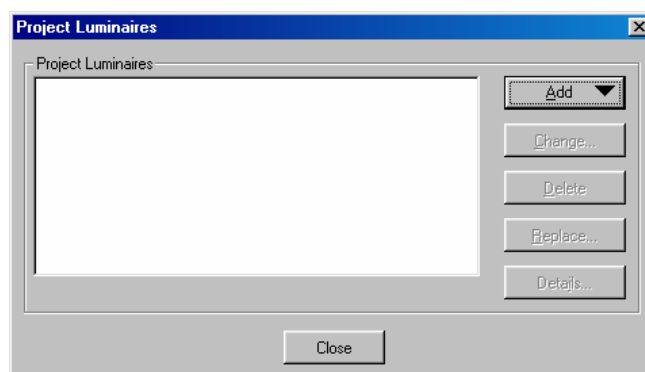 Project Luminaires
Project Luminaires
Add
Change...
Delete
Replace...
Details...
Close